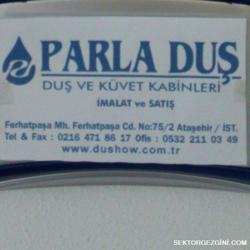 PARLA DUŞ
DUŞ VE KÜVET KABİNLERİ
İMALAT ve SATIŞ
Ferhatpaşa Mh. Ferhatpaşa Cd. No:75/2 Ataşehir / İST.
Tel & Fax : 0216 471 86 17 Ofis : 0532 211 03 49
www.dushow.com.tr
SEKTORGEZGINI.COM